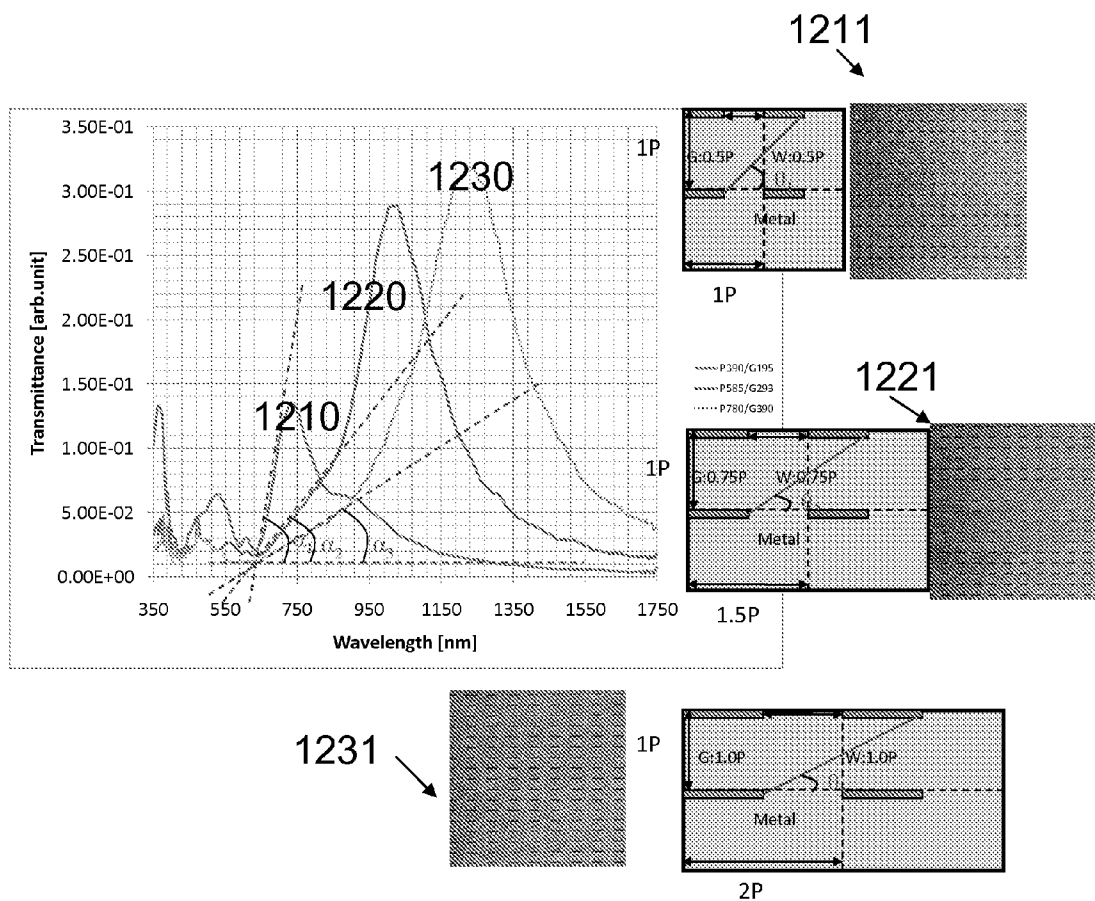 1211
3.50E-01
3.00E-01
2.50E-01
2.00E-01
1.50E-01
1.00E-01
5.00E-02
0.00E+00
Transmittance [arb.unit]
350 550 750 950 1150 1350 1550 1750
Wavelength [nm]
1210
1220
1230
α₂
α₃
1P
G:0.5P W:0.5P
θ
Metal
1P
P390/G195
P585/G293
P780/G390
1221
1P
G:0.75P W:0.75P
Metal
1.5P
1231
1P
G:1.0P W:1.0P
θ
Metal
2P